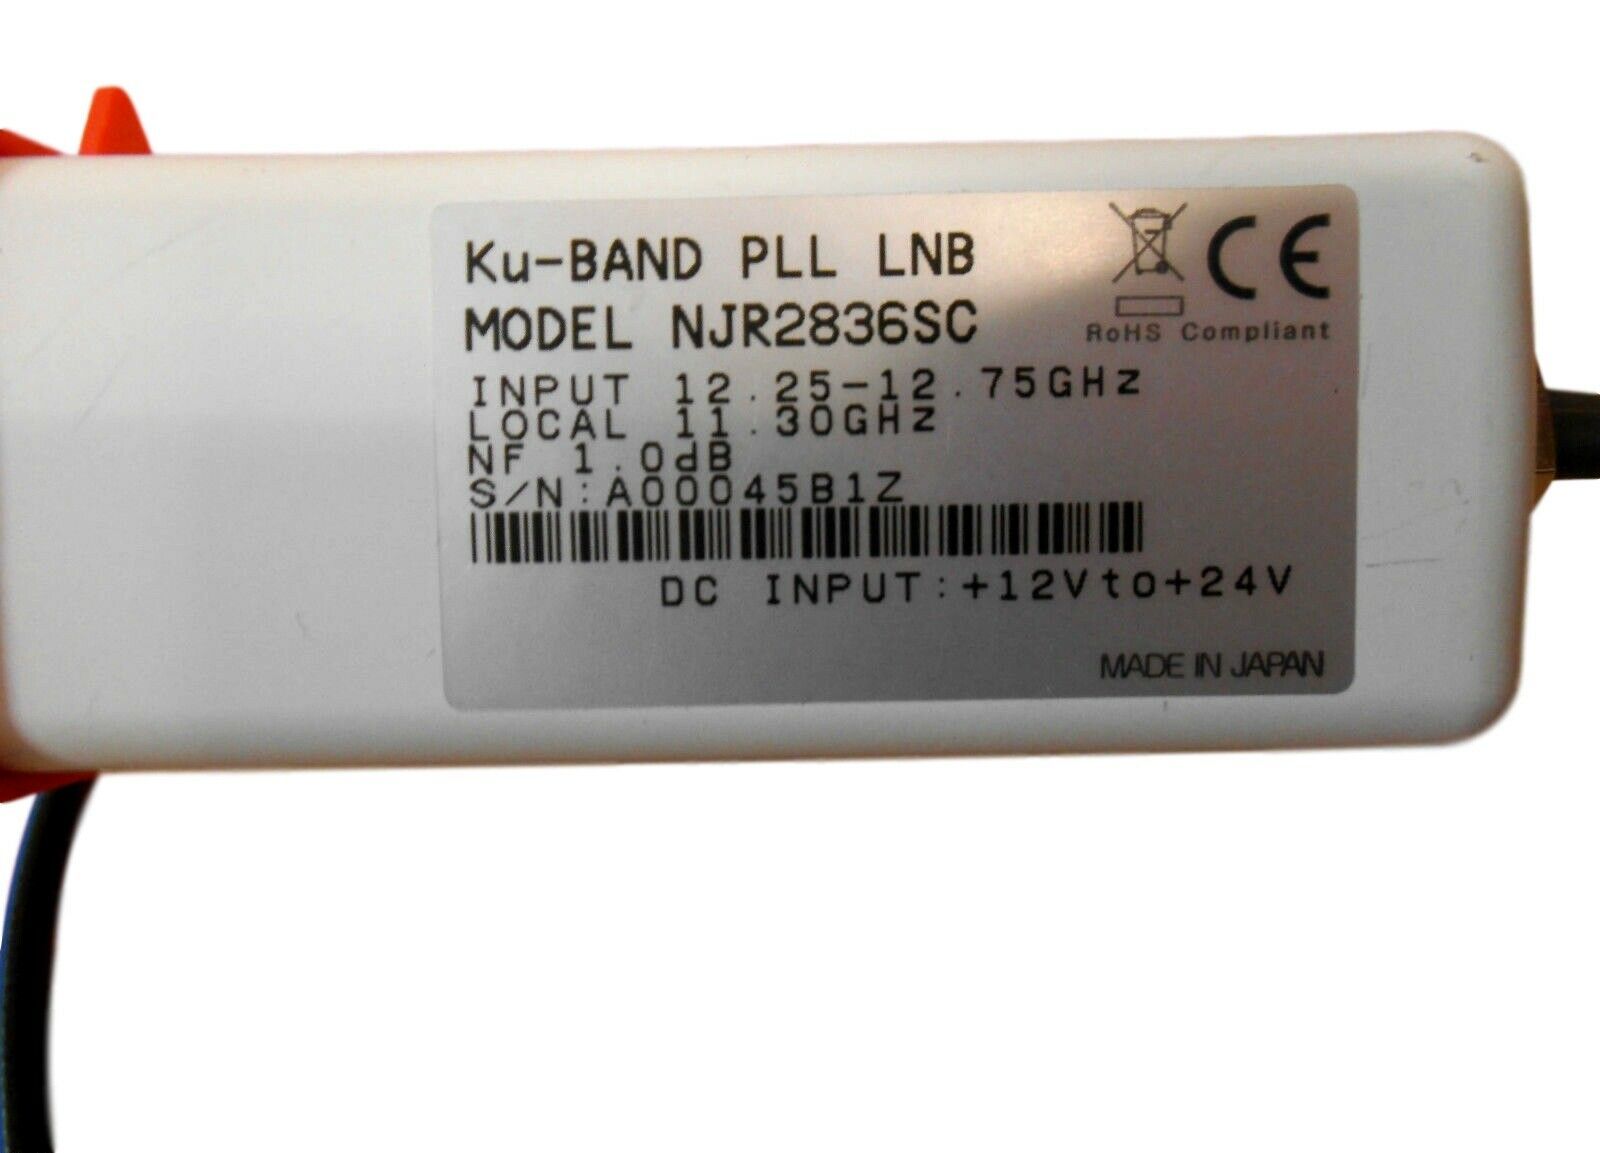 Ku-BAND PLL LNB
MODEL NJR2836SC
CE
RoHS Compliant
INPUT 12.25-12.75GHz
LOCAL 11.30GHz
NF 1.0dB
S/N:A00045B1Z
DC INPUT:+12Vto+24V
MADE IN JAPAN